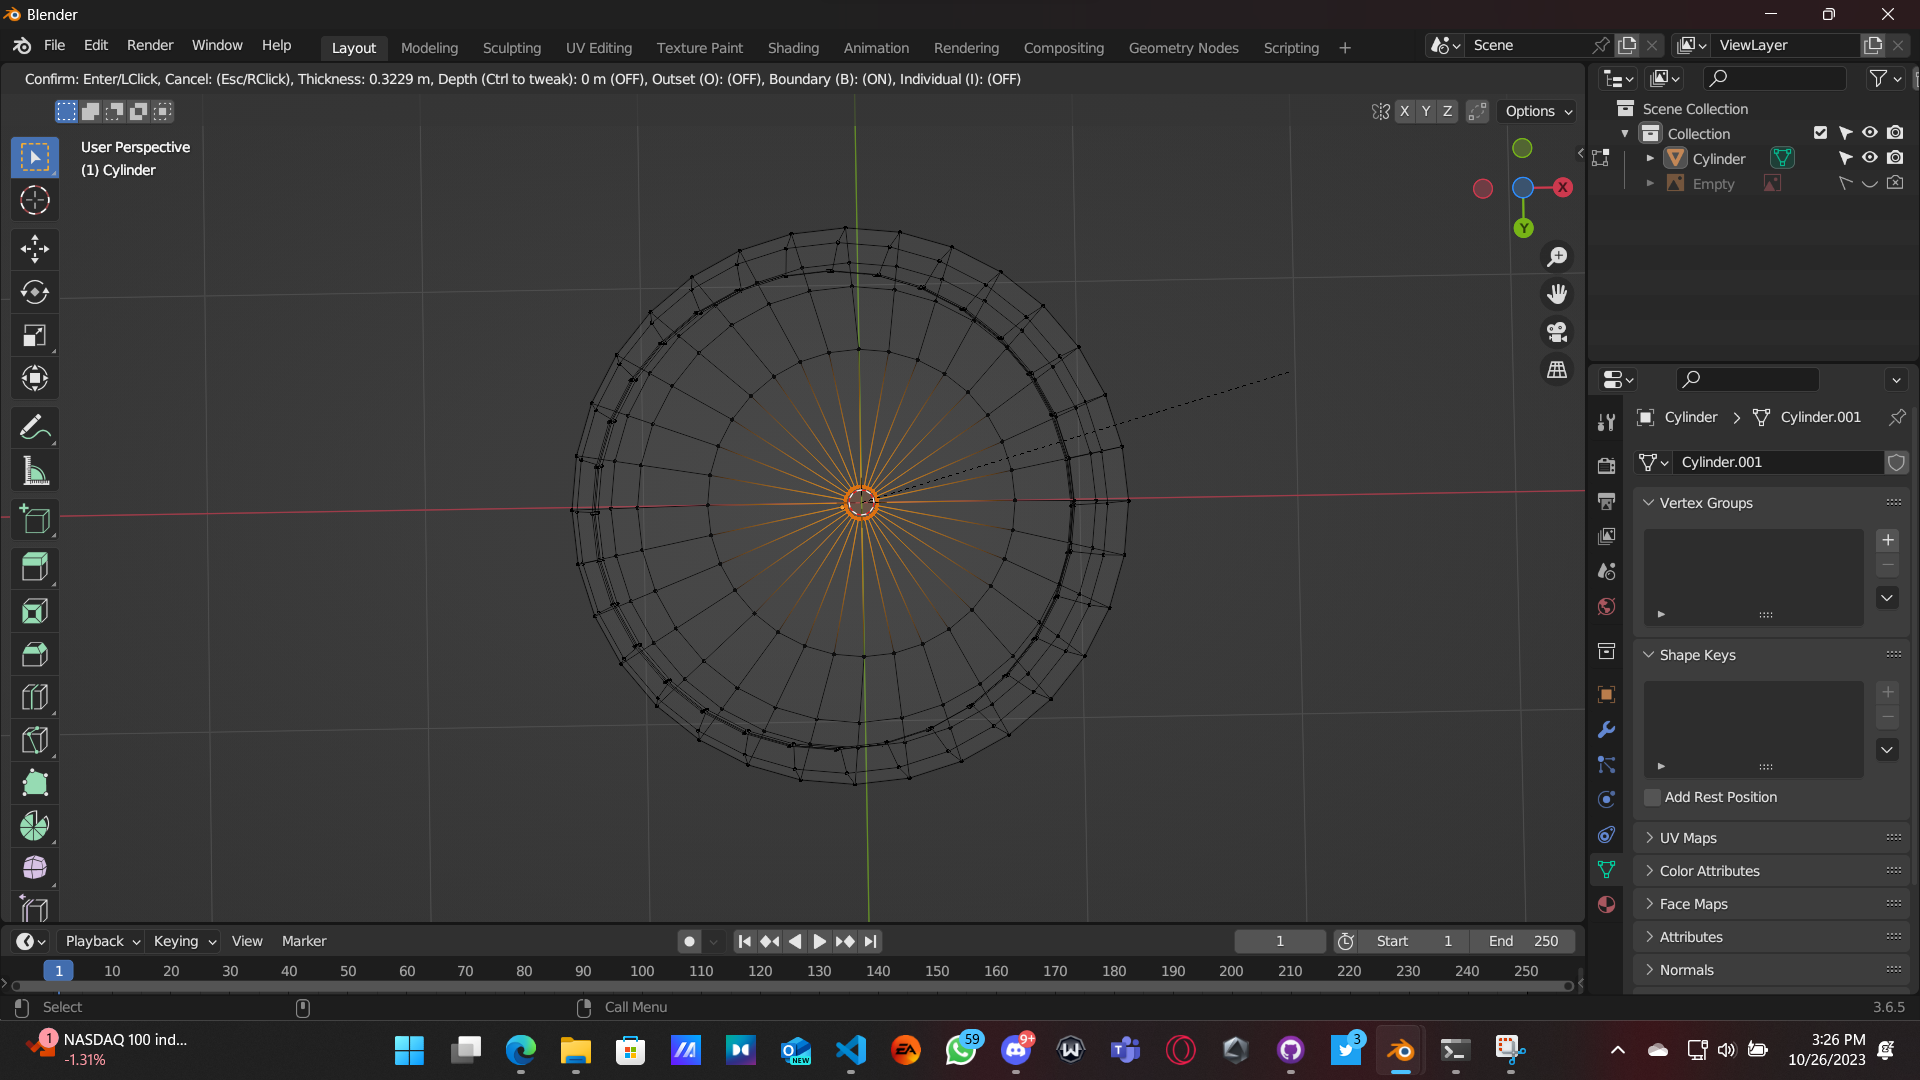 Blender
File Edit Render Window Help
Layout Modeling Sculpting UV Editing Texture Paint Shading Animation Rendering Compositing Geometry Nodes Scripting +
Scene
ViewLayer
Confirm: Enter/LClick, Cancel: (Esc/RClick), Thickness: 0.3229 m, Depth (Ctrl to tweak): 0 m (OFF), Outset (O): (OFF), Boundary (B): (ON), Individual (I): (OFF)
X Y Z Options
User Perspective
(1) Cylinder
X
Y
Scene Collection
Collection
Cylinder
Empty
Cylinder > Cylinder.001
Cylinder.001
Vertex Groups
Shape Keys
Add Rest Position
UV Maps
Color Attributes
Face Maps
Attributes
Normals
Playback Keying View Marker
1 Start 1 End 250
1 10 20 30 40 50 60 70 80 90 100 110 120 130 140 150 160 170 180 190 200 210 220 230 240 250
Select Call Menu 3.6.5
1 NASDAQ 100 ind...
-1.31%
NEW
EA
59
9+
3
3:26 PM
10/26/2023